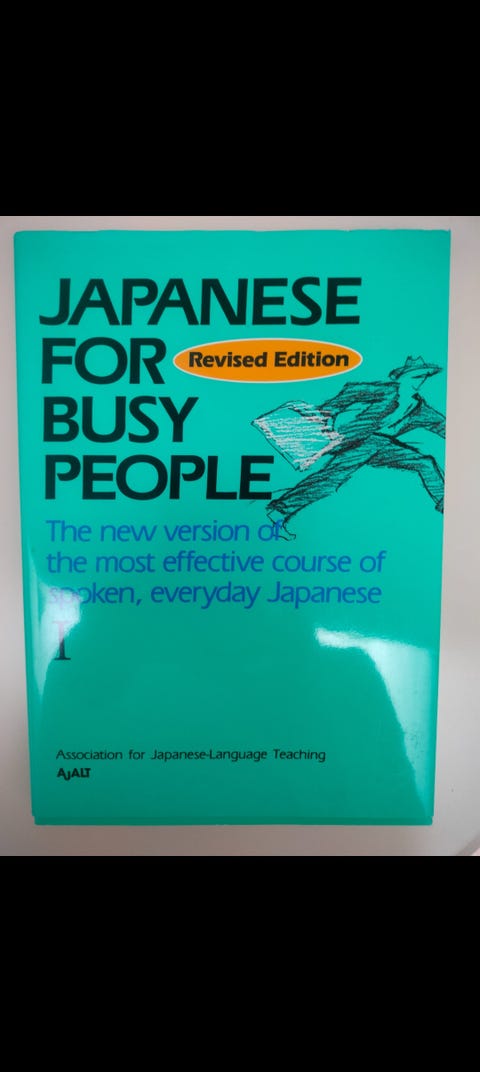 JAPANESE
FOR
Revised Edition
BUSY
PEOPLE
The new version of
the most effective course of
spoken, everyday Japanese
I
Association for Japanese-Language Teaching
AJALT